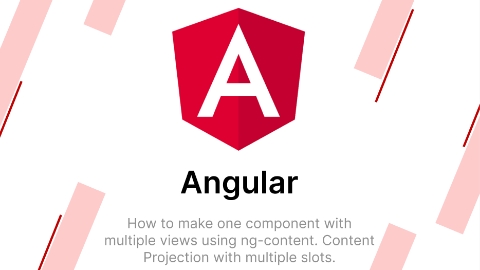 Angular
How to make one component with
multiple views using ng-content. Content
Projection with multiple slots.